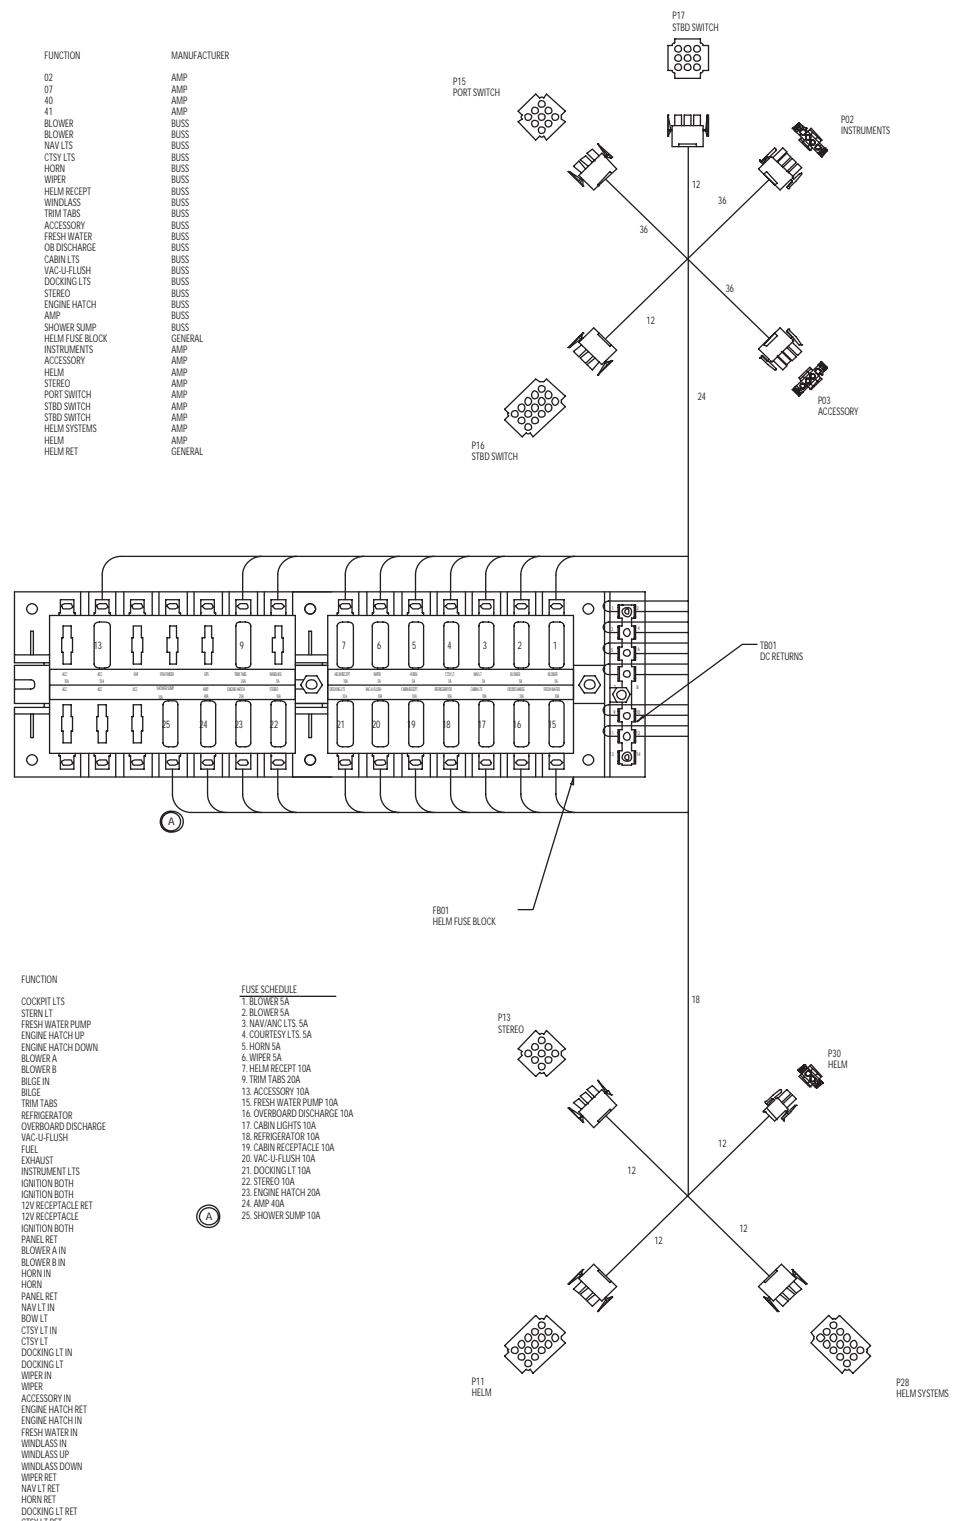 P17
STBD SWITCH
FUNCTION MANUFACTURER
02 AMP
07 AMP
40 AMP
41 AMP
BLOWER BUSS
BLOWER BUSS
NAV LTS BUSS
CTSY LTS BUSS
HORN BUSS
WIPER BUSS
HELM RECEPT BUSS
WINDLASS BUSS
TRIM TABS BUSS
ACCESSORY BUSS
FRESH WATER BUSS
OB DISCHARGE BUSS
CABIN LTS BUSS
VAC-U-FLUSH BUSS
DOCKING LTS BUSS
STEREO BUSS
ENGINE HATCH BUSS
AMP BUSS
SHOWER SUMP BUSS
HELM FUSE BLOCK GENERAL
INSTRUMENTS AMP
ACCESSORY AMP
HELM AMP
STEREO AMP
PORT SWITCH AMP
STBD SWITCH AMP
STBD SWITCH AMP
HELM SYSTEMS AMP
HELM AMP
HELM RET GENERAL
P15
PORT SWITCH
P02
INSTRUMENTS
12
36
36
36
12
24
P03
ACCESSORY
P16
STBD SWITCH
13 9 7 6 5 4 3 2 1
25 24 23 22 21 20 19 18 17 16 15
TB01
DC RETURNS
A
FB01
HELM FUSE BLOCK
FUNCTION
COCKPIT LTS
STERN LT
FRESH WATER PUMP
ENGINE HATCH UP
ENGINE HATCH DOWN
BLOWER A
BLOWER B
BILGE IN
BILGE
TRIM TABS
REFRIGERATOR
OVERBOARD DISCHARGE
VAC-U-FLUSH
FUEL
EXHAUST
INSTRUMENT LTS
IGNITION BOTH
IGNITION BOTH
12V RECEPTACLE RET
12V RECEPTACLE
IGNITION BOTH
PANEL RET
BLOWER A IN
BLOWER B IN
HORN IN
HORN
PANEL RET
NAV LT IN
BOW LT
CTSY LT IN
CTSY LT
DOCKING LT IN
DOCKING LT
WIPER IN
WIPER
ACCESSORY IN
ENGINE HATCH RET
ENGINE HATCH IN
FRESH WATER IN
WINDLASS IN
WINDLASS UP
WINDLASS DOWN
WIPER RET
NAV LT RET
HORN RET
DOCKING LT RET
CTSY LT RET
FUSE SCHEDULE
1. BLOWER 5A
2. BLOWER 5A
3. NAV/ANC LTS. 5A
4. COURTESY LTS. 5A
5. HORN 5A
6. WIPER 5A
7. HELM RECEPT 10A
9. TRIM TABS 20A
13. ACCESSORY 10A
15. FRESH WATER PUMP 10A
16. OVERBOARD DISCHARGE 10A
17. CABIN LIGHTS 10A
18. REFRIGERATOR 10A
19. CABIN RECEPTACLE 10A
20. VAC-U-FLUSH 10A
21. DOCKING LT 10A
22. STEREO 10A
23. ENGINE HATCH 20A
24. AMP 40A
25. SHOWER SUMP 10A
A
18
P13
STEREO
P30
HELM
12
12
12
12
P11
HELM
P28
HELM SYSTEMS